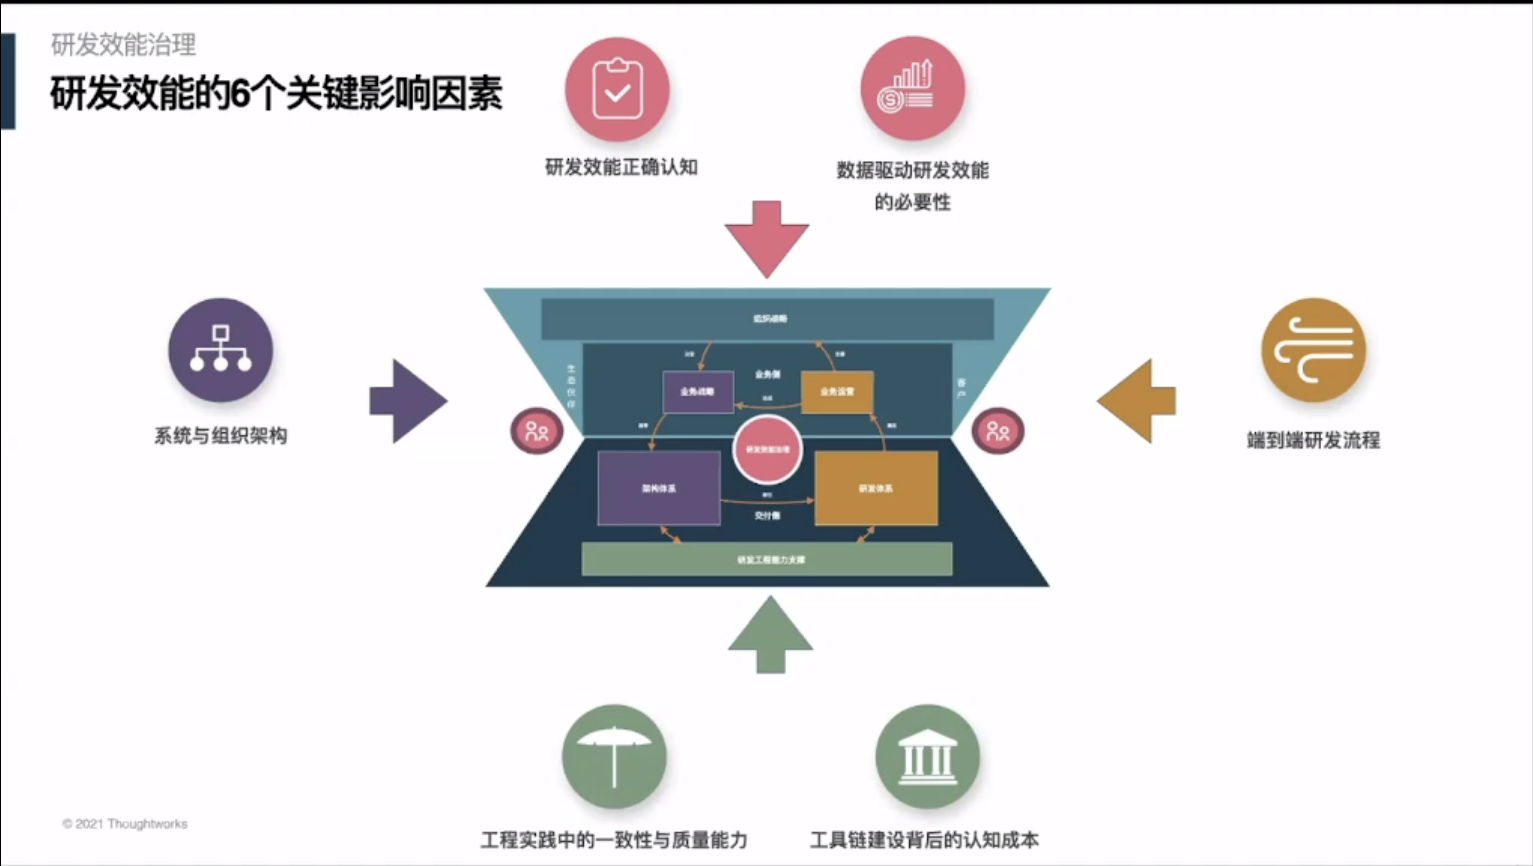 研发效能治理
研发效能的6个关键影响因素
研发效能正确认知
数据驱动研发效能
的必要性
系统与组织架构
端到端研发流程
组织战略
生态伙伴
业务侧
业务战略
业务运营
研发效能治理
架构体系
研发体系
交付侧
研发工程能力支撑
工程实践中的一致性与质量能力
工具链建设背后的认知成本
© 2021 Thoughtworks